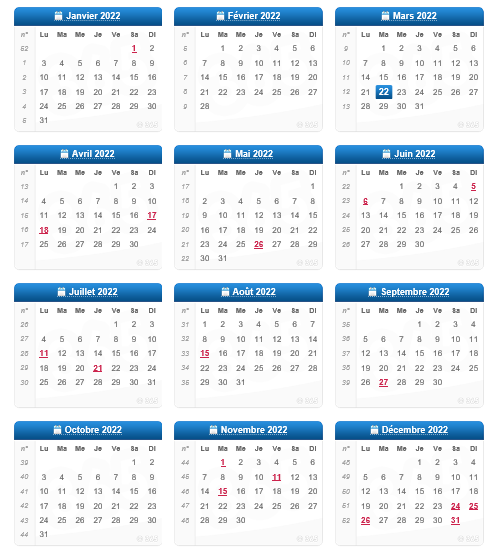 Janvier 2022
n° Lu Ma Me Je Ve Sa Di
52 1 2
1 3 4 5 6 7 8 9
2 10 11 12 13 14 15 16
3 17 18 19 20 21 22 23
4 24 25 26 27 28 29 30
5 31
Février 2022
n° Lu Ma Me Je Ve Sa Di
5 1 2 3 4 5 6
6 7 8 9 10 11 12 13
7 14 15 16 17 18 19 20
8 21 22 23 24 25 26 27
9 28
Mars 2022
n° Lu Ma Me Je Ve Sa Di
9 1 2 3 4 5 6
10 7 8 9 10 11 12 13
11 14 15 16 17 18 19 20
12 21 22 23 24 25 26 27
13 28 29 30 31
Avril 2022
n° Lu Ma Me Je Ve Sa Di
13 1 2 3
14 4 5 6 7 8 9 10
15 11 12 13 14 15 16 17
16 18 19 20 21 22 23 24
17 25 26 27 28 29 30
Mai 2022
n° Lu Ma Me Je Ve Sa Di
17 1
18 2 3 4 5 6 7 8
19 9 10 11 12 13 14 15
20 16 17 18 19 20 21 22
21 23 24 25 26 27 28 29
22 30 31
Juin 2022
n° Lu Ma Me Je Ve Sa Di
22 1 2 3 4 5
23 6 7 8 9 10 11 12
24 13 14 15 16 17 18 19
25 20 21 22 23 24 25 26
26 27 28 29 30
Juillet 2022
n° Lu Ma Me Je Ve Sa Di
26 1 2 3
27 4 5 6 7 8 9 10
28 11 12 13 14 15 16 17
29 18 19 20 21 22 23 24
30 25 26 27 28 29 30 31
Août 2022
n° Lu Ma Me Je Ve Sa Di
31 1 2 3 4 5 6 7
32 8 9 10 11 12 13 14
33 15 16 17 18 19 20 21
34 22 23 24 25 26 27 28
35 29 30 31
Septembre 2022
n° Lu Ma Me Je Ve Sa Di
35 1 2 3 4
36 5 6 7 8 9 10 11
37 12 13 14 15 16 17 18
38 19 20 21 22 23 24 25
39 26 27 28 29 30
Octobre 2022
n° Lu Ma Me Je Ve Sa Di
39 1 2
40 3 4 5 6 7 8 9
41 10 11 12 13 14 15 16
42 17 18 19 20 21 22 23
43 24 25 26 27 28 29 30
44 31
Novembre 2022
n° Lu Ma Me Je Ve Sa Di
44 1 2 3 4 5 6
45 7 8 9 10 11 12 13
46 14 15 16 17 18 19 20
47 21 22 23 24 25 26 27
48 28 29 30
Décembre 2022
n° Lu Ma Me Je Ve Sa Di
48 1 2 3 4
49 5 6 7 8 9 10 11
50 12 13 14 15 16 17 18
51 19 20 21 22 23 24 25
52 26 27 28 29 30 31